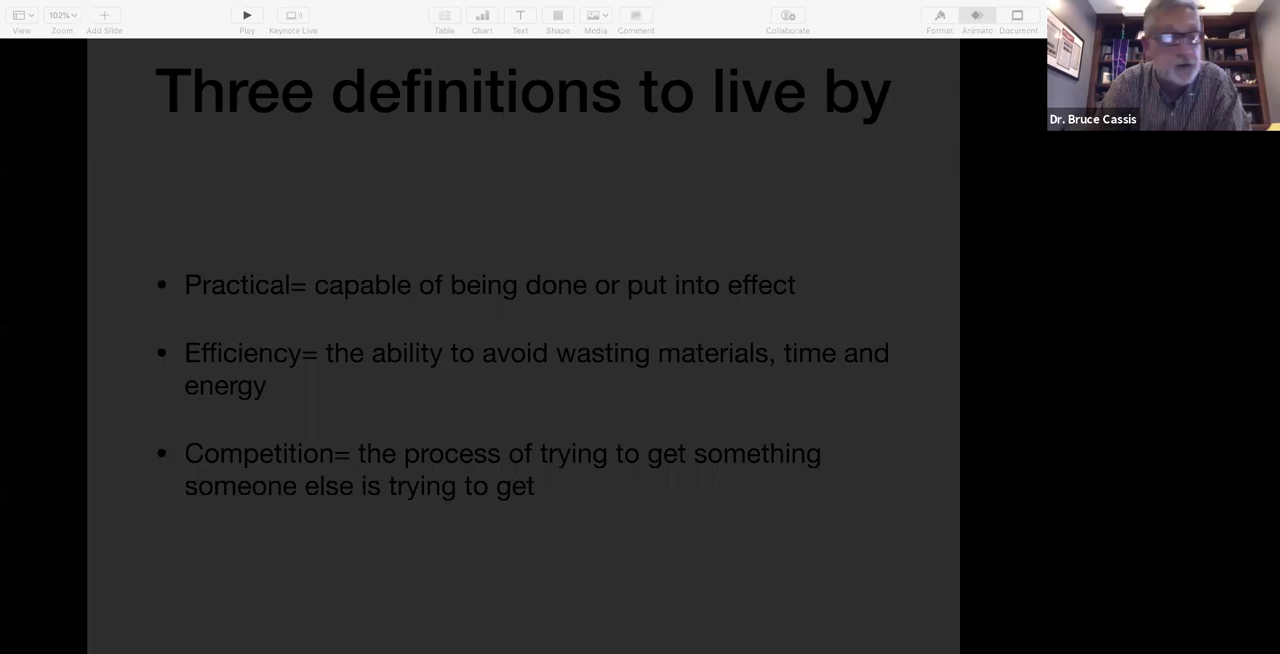 102%
View
Zoom
Add Slide
Play
Keynote Live
Table
Chart
Text
Shape
Media
Comment
Collaborate
Format
Animate
Document
Dr. Bruce Cassis
Three definitions to live by
• Practical= capable of being done or put into effect
• Efficiency= the ability to avoid wasting materials, time and
energy
• Competition= the process of trying to get something
someone else is trying to get